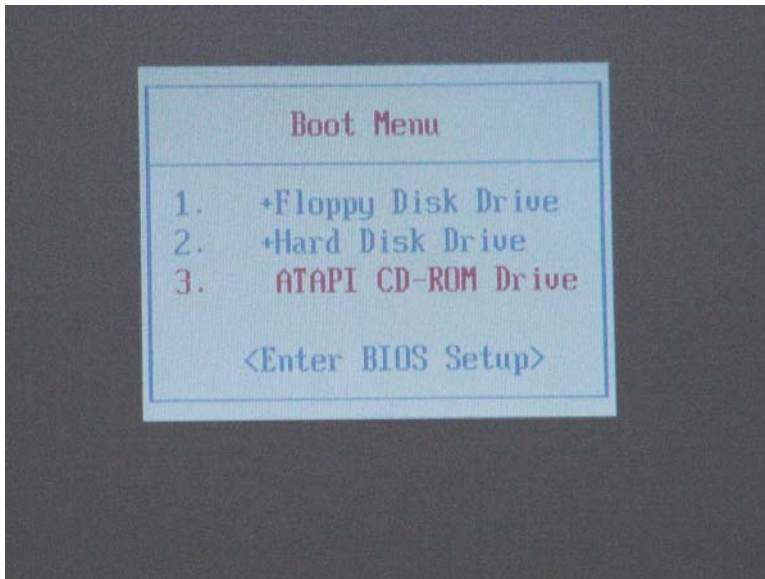 Boot Menu
1. +Floppy Disk Drive
2. +Hard Disk Drive
3. ATAPI CD-ROM Drive
<Enter BIOS Setup>